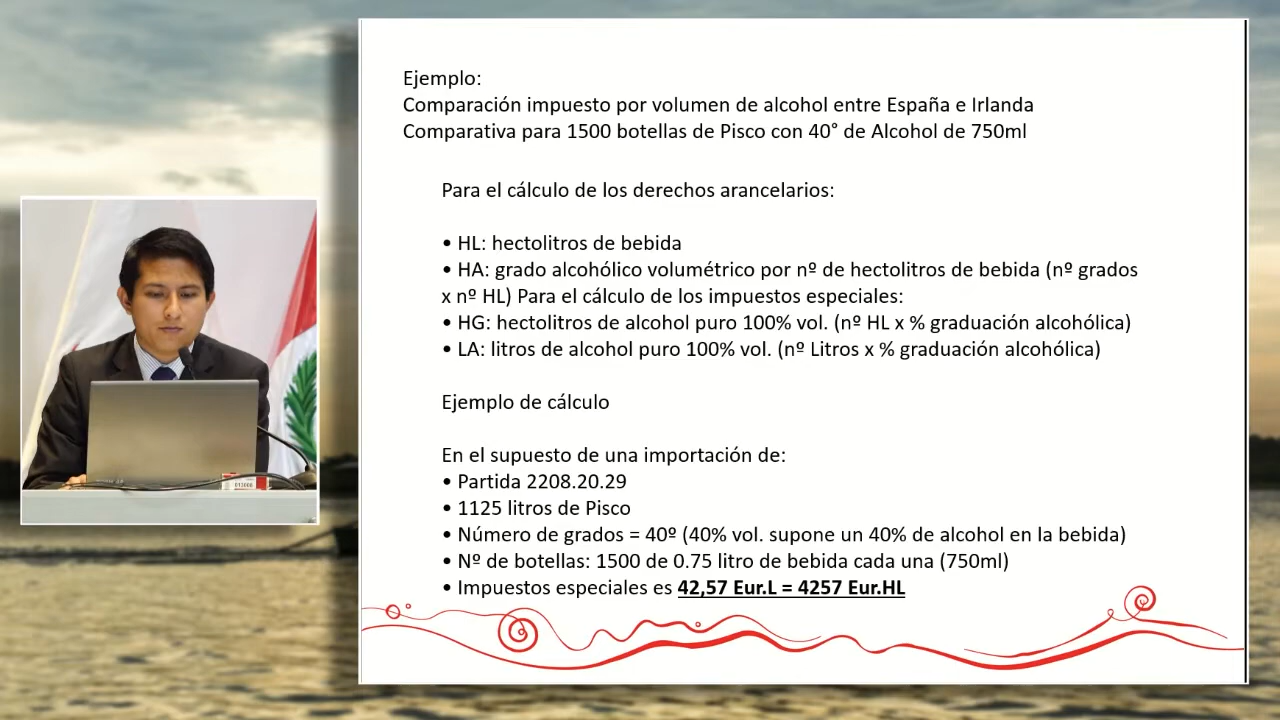 Ejemplo:
Comparación impuesto por volumen de alcohol entre España e Irlanda
Comparativa para 1500 botellas de Pisco con 40° de Alcohol de 750ml
Para el cálculo de los derechos arancelarios:
• HL: hectolitros de bebida
• HA: grado alcohólico volumétrico por nº de hectolitros de bebida (nº grados
x nº HL) Para el cálculo de los impuestos especiales:
• HG: hectolitros de alcohol puro 100% vol. (nº HL x % graduación alcohólica)
• LA: litros de alcohol puro 100% vol. (nº Litros x % graduación alcohólica)
Ejemplo de cálculo
En el supuesto de una importación de:
• Partida 2208.20.29
• 1125 litros de Pisco
• Número de grados = 40º (40% vol. supone un 40% de alcohol en la bebida)
• Nº de botellas: 1500 de 0.75 litro de bebida cada una (750ml)
• Impuestos especiales es 42,57 Eur.L = 4257 Eur.HL